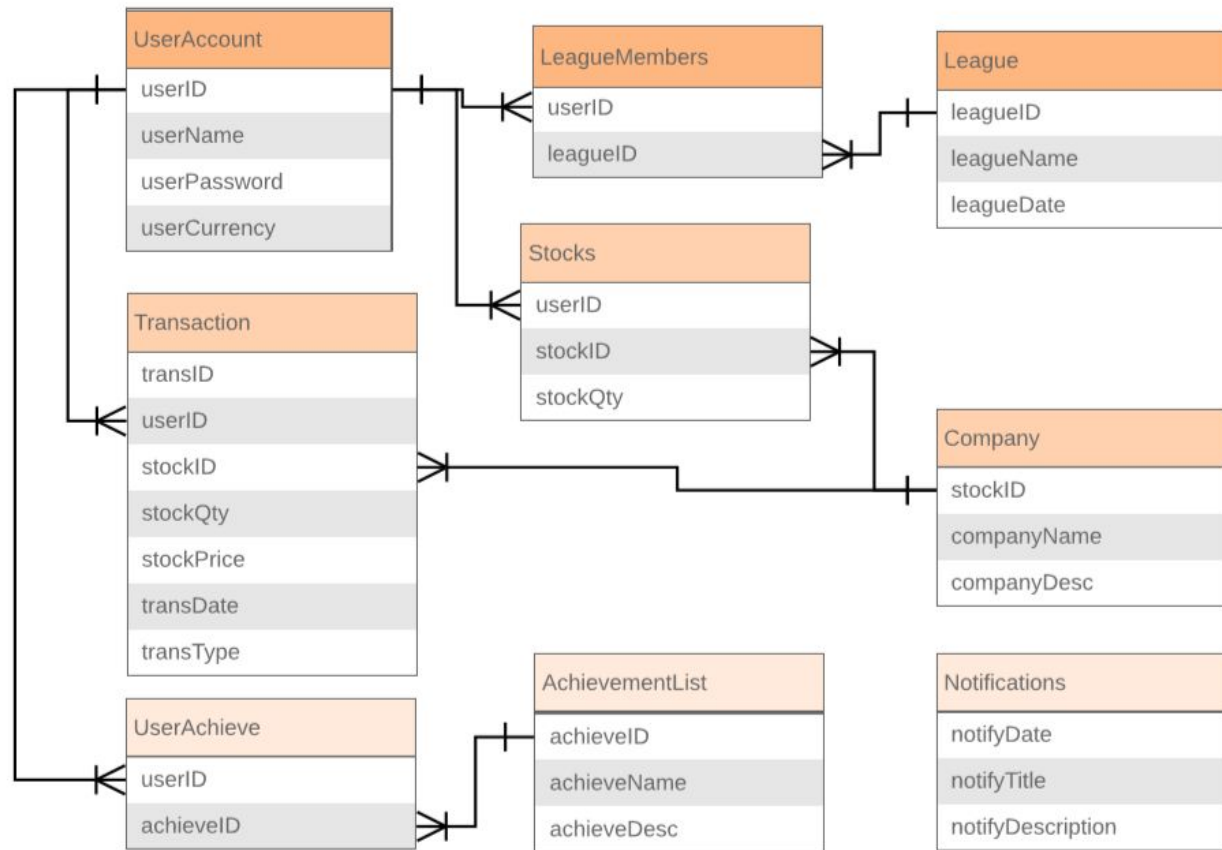 UserAccount
userID
userName
userPassword
userCurrency
LeagueMembers
userID
leagueID
League
leagueID
leagueName
leagueDate
Stocks
userID
stockID
stockQty
Transaction
transID
userID
stockID
stockQty
stockPrice
transDate
transType
Company
stockID
companyName
companyDesc
UserAchieve
userID
achieveID
AchievementList
achieveID
achieveName
achieveDesc
Notifications
notifyDate
notifyTitle
notifyDescription